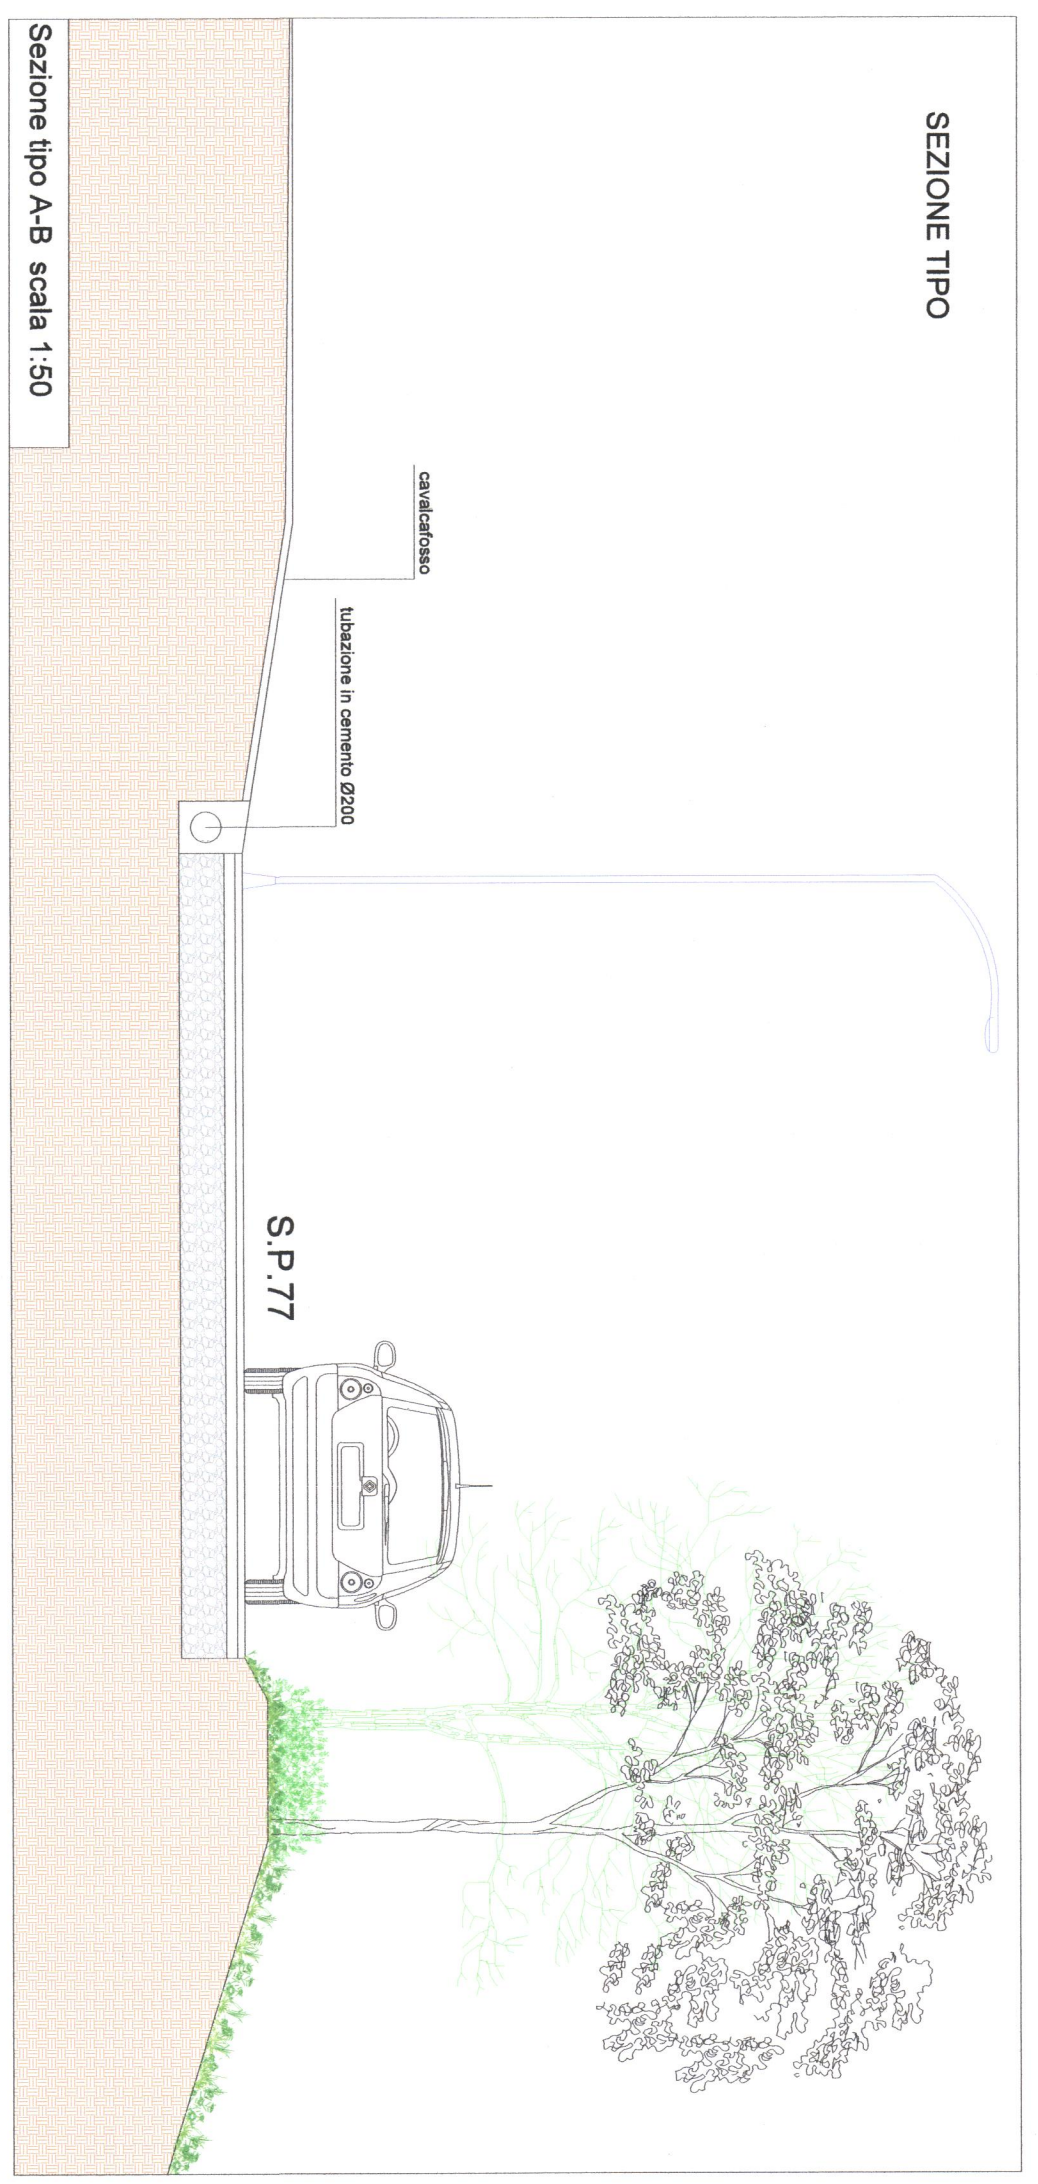 SEZIONE TIPO
cavalcafosso
tubazione in cemento Ø200
S.P.77
Sezione tipo A-B scala 1:50